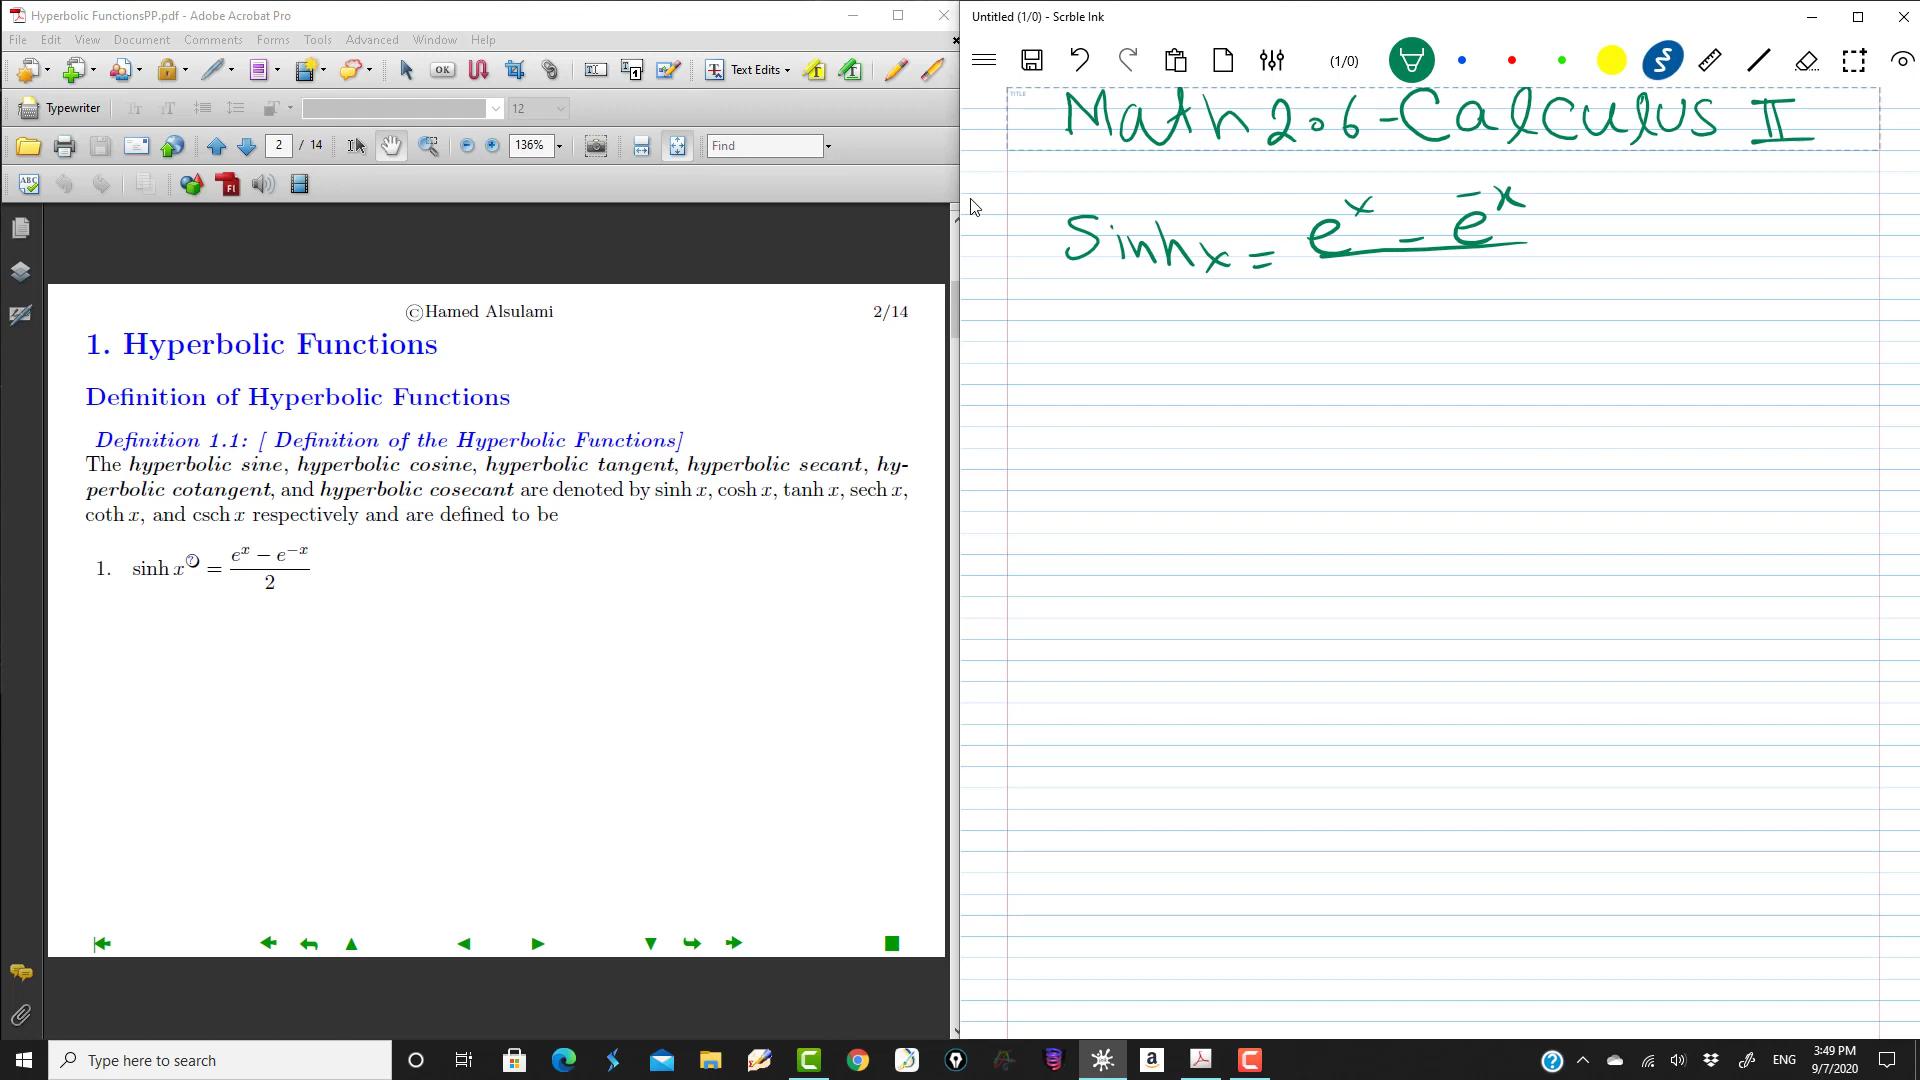 Hyperbolic FunctionsPP.pdf - Adobe Acrobat Pro
File Edit View Document Comments Forms Tools Advanced Window Help
OK Text Edits
Typewriter 12
2 / 14 136% Find
©Hamed Alsulami 2/14
1. Hyperbolic Functions
Definition of Hyperbolic Functions
Definition 1.1: [ Definition of the Hyperbolic Functions]
The hyperbolic sine, hyperbolic cosine, hyperbolic tangent, hyperbolic secant, hy-
perbolic cotangent, and hyperbolic cosecant are denoted by sinh x, cosh x, tanh x, sech x,
coth x, and csch x respectively and are defined to be
1. sinh x = (e^x − e^−x)/2
Untitled (1/0) - Scrble Ink
(1/0)
TITLE
Math 206-Calculus II
Sinh x = e^x - e^-x
Type here to search
ENG
3:49 PM
9/7/2020